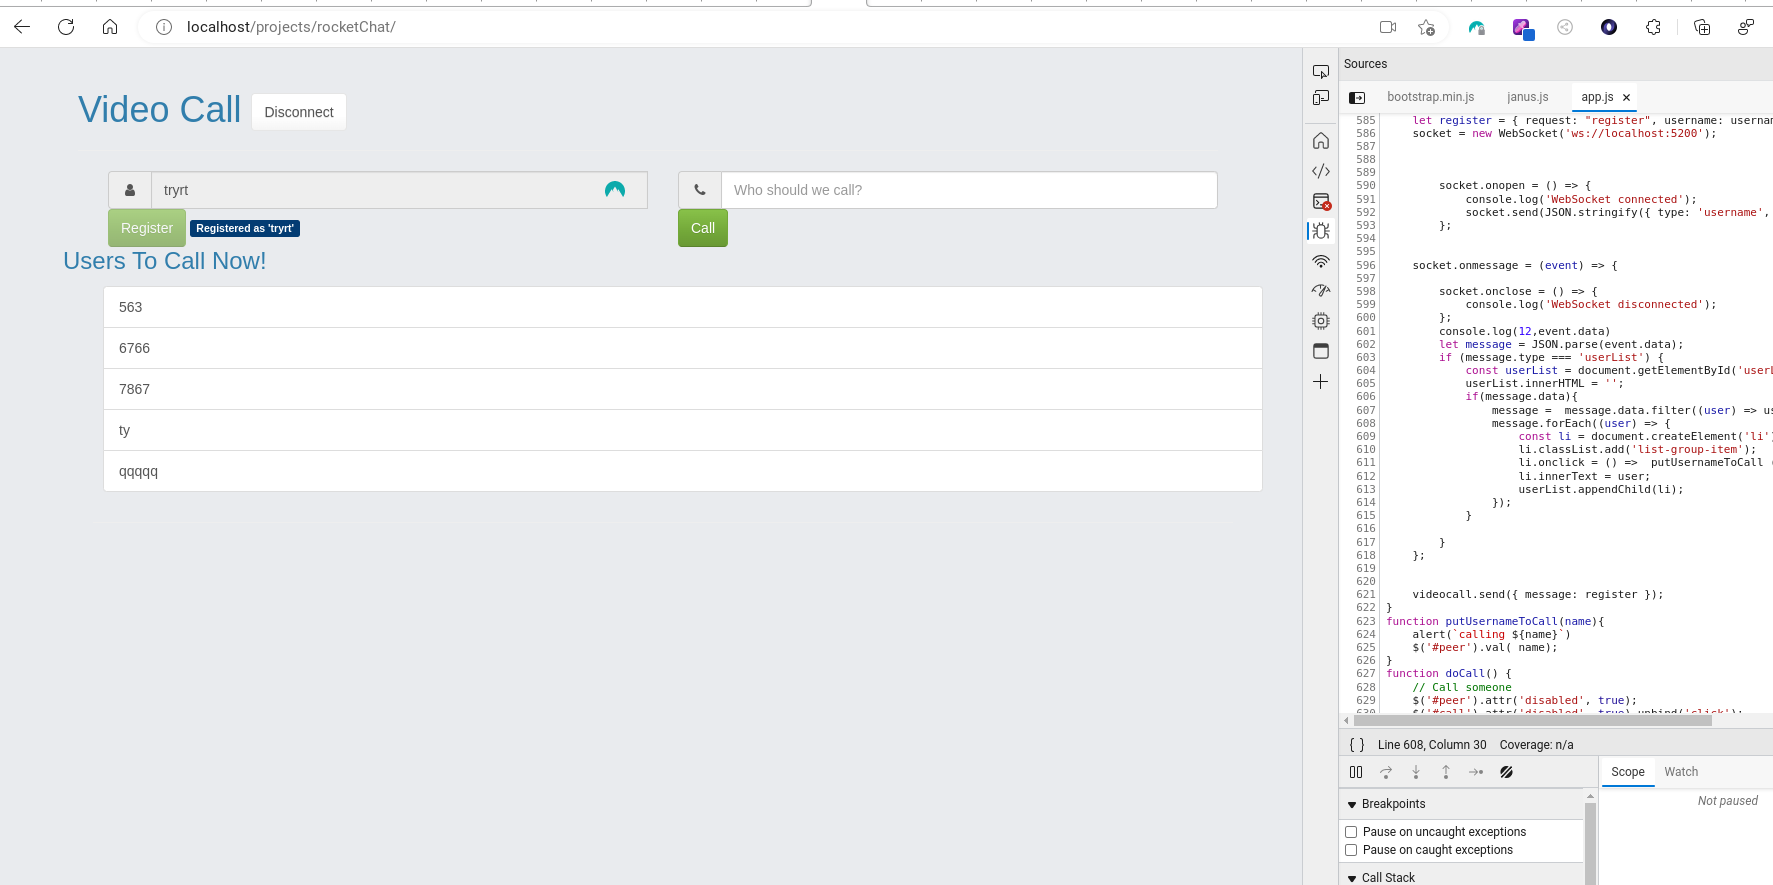 localhost/projects/rocketChat/
Video Call
Disconnect
tryrt
Who should we call?
Register
Registered as 'tryrt'
Call
Users To Call Now!
563
6766
7867
ty
qqqqq
Sources
bootstrap.min.js
janus.js
app.js ×
585 let register = { request: "register", username: usernam
586 socket = new WebSocket('ws://localhost:5200');
587
588
589
590 socket.onopen = () => {
591 console.log('WebSocket connected');
592 socket.send(JSON.stringify({ type: 'username',
593 };
594
595
596 socket.onmessage = (event) => {
597
598 socket.onclose = () => {
599 console.log('WebSocket disconnected');
600 };
601 console.log(12,event.data)
602 let message = JSON.parse(event.data);
603 if (message.type === 'userList') {
604 const userList = document.getElementById('userL
605 userList.innerHTML = '';
606 if(message.data){
607 message = message.data.filter((user) => us
608 message.forEach((user) => {
609 const li = document.createElement('li'
610 li.classList.add('list-group-item');
611 li.onclick = () => putUsernameToCall (
612 li.innerText = user;
613 userList.appendChild(li);
614 });
615 }
616
617 }
618 };
619
620
621 videocall.send({ message: register });
622 }
623 function putUsernameToCall(name){
624 alert(`calling ${name}`)
625 $('#peer').val( name);
626 }
627 function doCall() {
628 // Call someone
629 $('#peer').attr('disabled', true);
630 $('#call').attr('disabled', true).unbind('click');
{ } Line 608, Column 30 Coverage: n/a
Scope
Watch
Not paused
Breakpoints
Pause on uncaught exceptions
Pause on caught exceptions
Call Stack